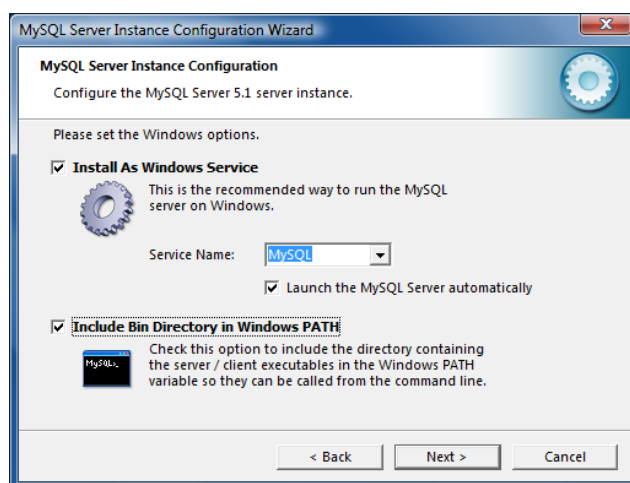 MySQL Server Instance Configuration Wizard
MySQL Server Instance Configuration
Configure the MySQL Server 5.1 server instance.
Please set the Windows options.
Install As Windows Service
This is the recommended way to run the MySQL
server on Windows.
Service Name: MySQL
Launch the MySQL Server automatically
Include Bin Directory in Windows PATH
MySQL>_
Check this option to include the directory containing
the server / client executables in the Windows PATH
variable so they can be called from the command line.
< Back Next > Cancel